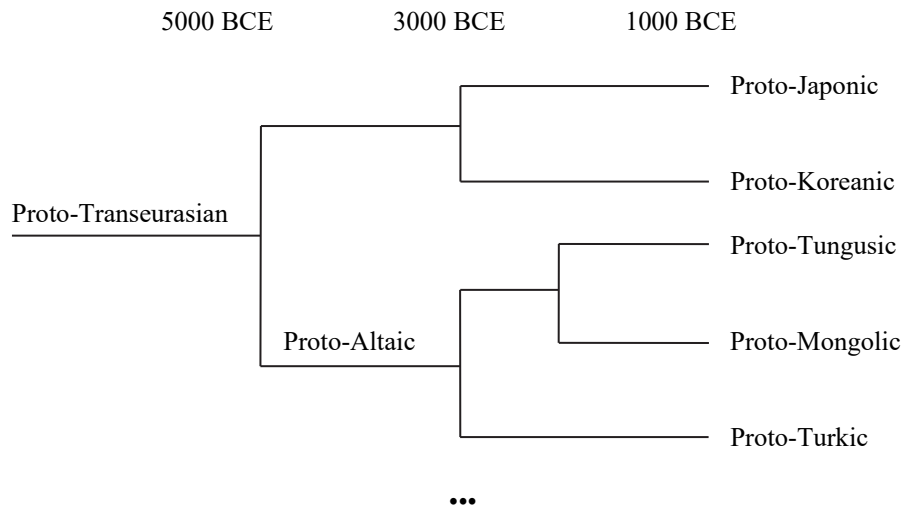 5000 BCE 3000 BCE 1000 BCE
Proto-Japonic
Proto-Koreanic
Proto-Transeurasian
Proto-Tungusic
Proto-Altaic
Proto-Mongolic
Proto-Turkic
...